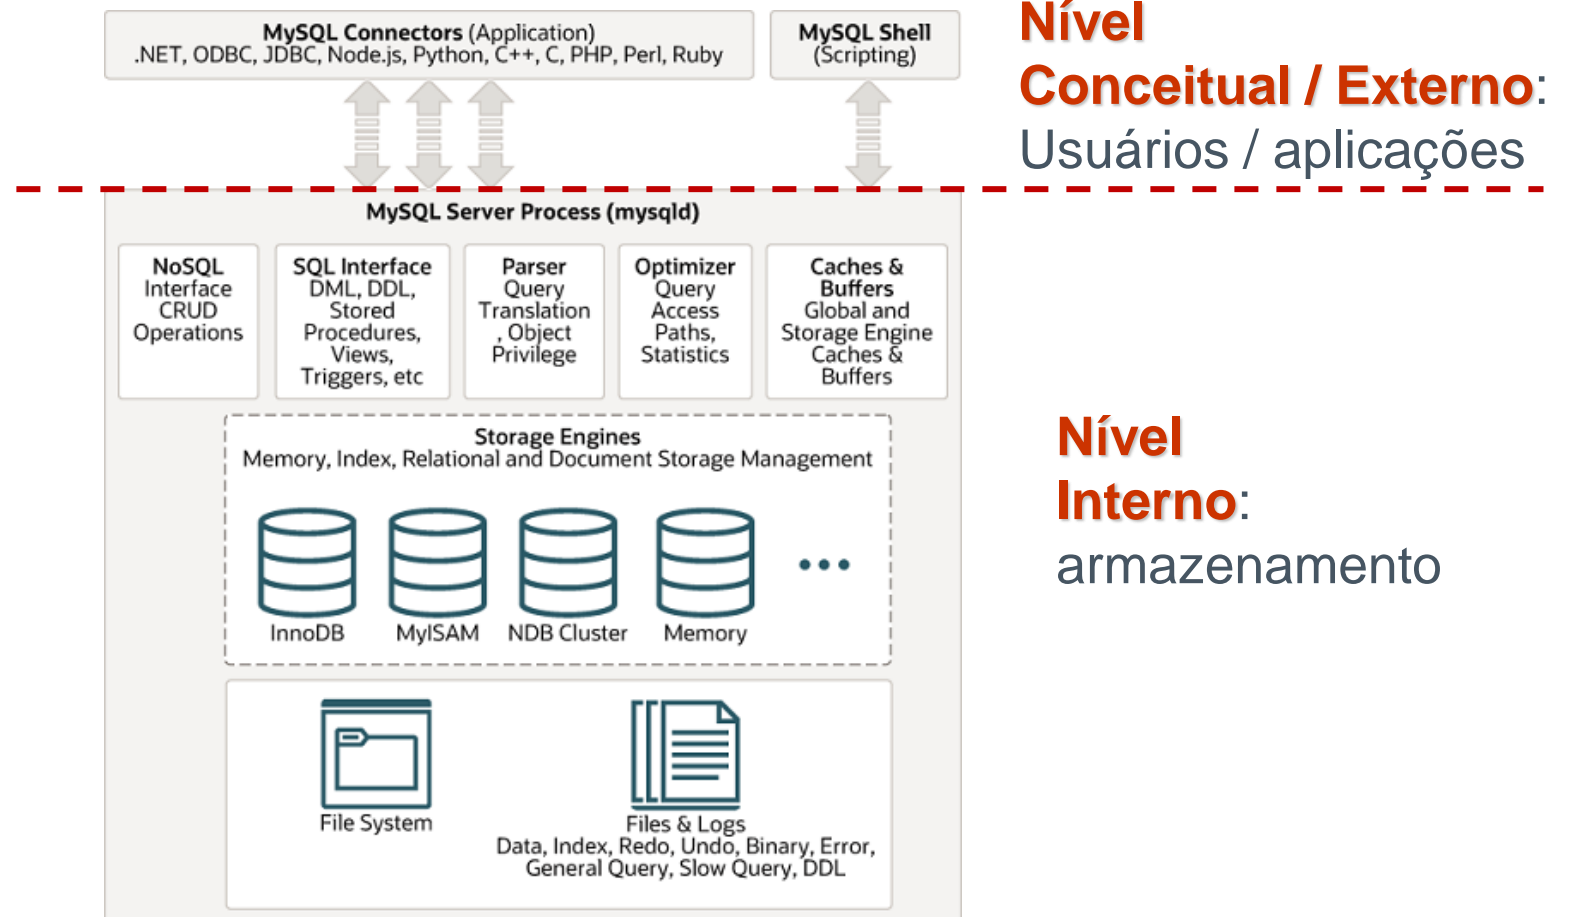 MySQL Connectors (Application)
.NET, ODBC, JDBC, Node.js, Python, C++, C, PHP, Perl, Ruby
MySQL Shell
(Scripting)
Nível
Conceitual / Externo:
Usuários / aplicações
MySQL Server Process (mysqld)
NoSQL
Interface
CRUD
Operations
SQL Interface
DML, DDL,
Stored
Procedures,
Views,
Triggers, etc
Parser
Query
Translation
, Object
Privilege
Optimizer
Query
Access
Paths,
Statistics
Caches &
Buffers
Global and
Storage Engine
Caches &
Buffers
Storage Engines
Memory, Index, Relational and Document Storage Management
InnoDB
MyISAM
NDB Cluster
Memory
Nível
Interno:
armazenamento
File System
Files & Logs
Data, Index, Redo, Undo, Binary, Error,
General Query, Slow Query, DDL